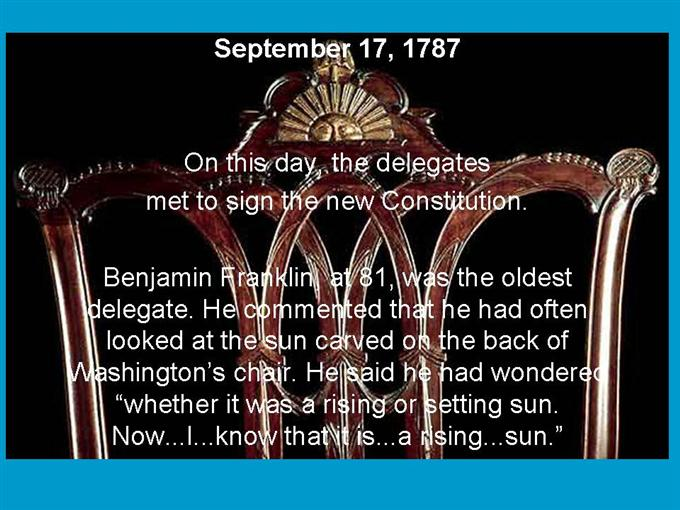 September 17, 1787
On this day, the delegates
met to sign the new Constitution.
Benjamin Franklin, at 81, was the oldest
delegate. He commented that he had often
looked at the sun carved on the back of
Washington’s chair. He said he had wondered
“whether it was a rising or setting sun.
Now...I...know that it is...a rising...sun.”